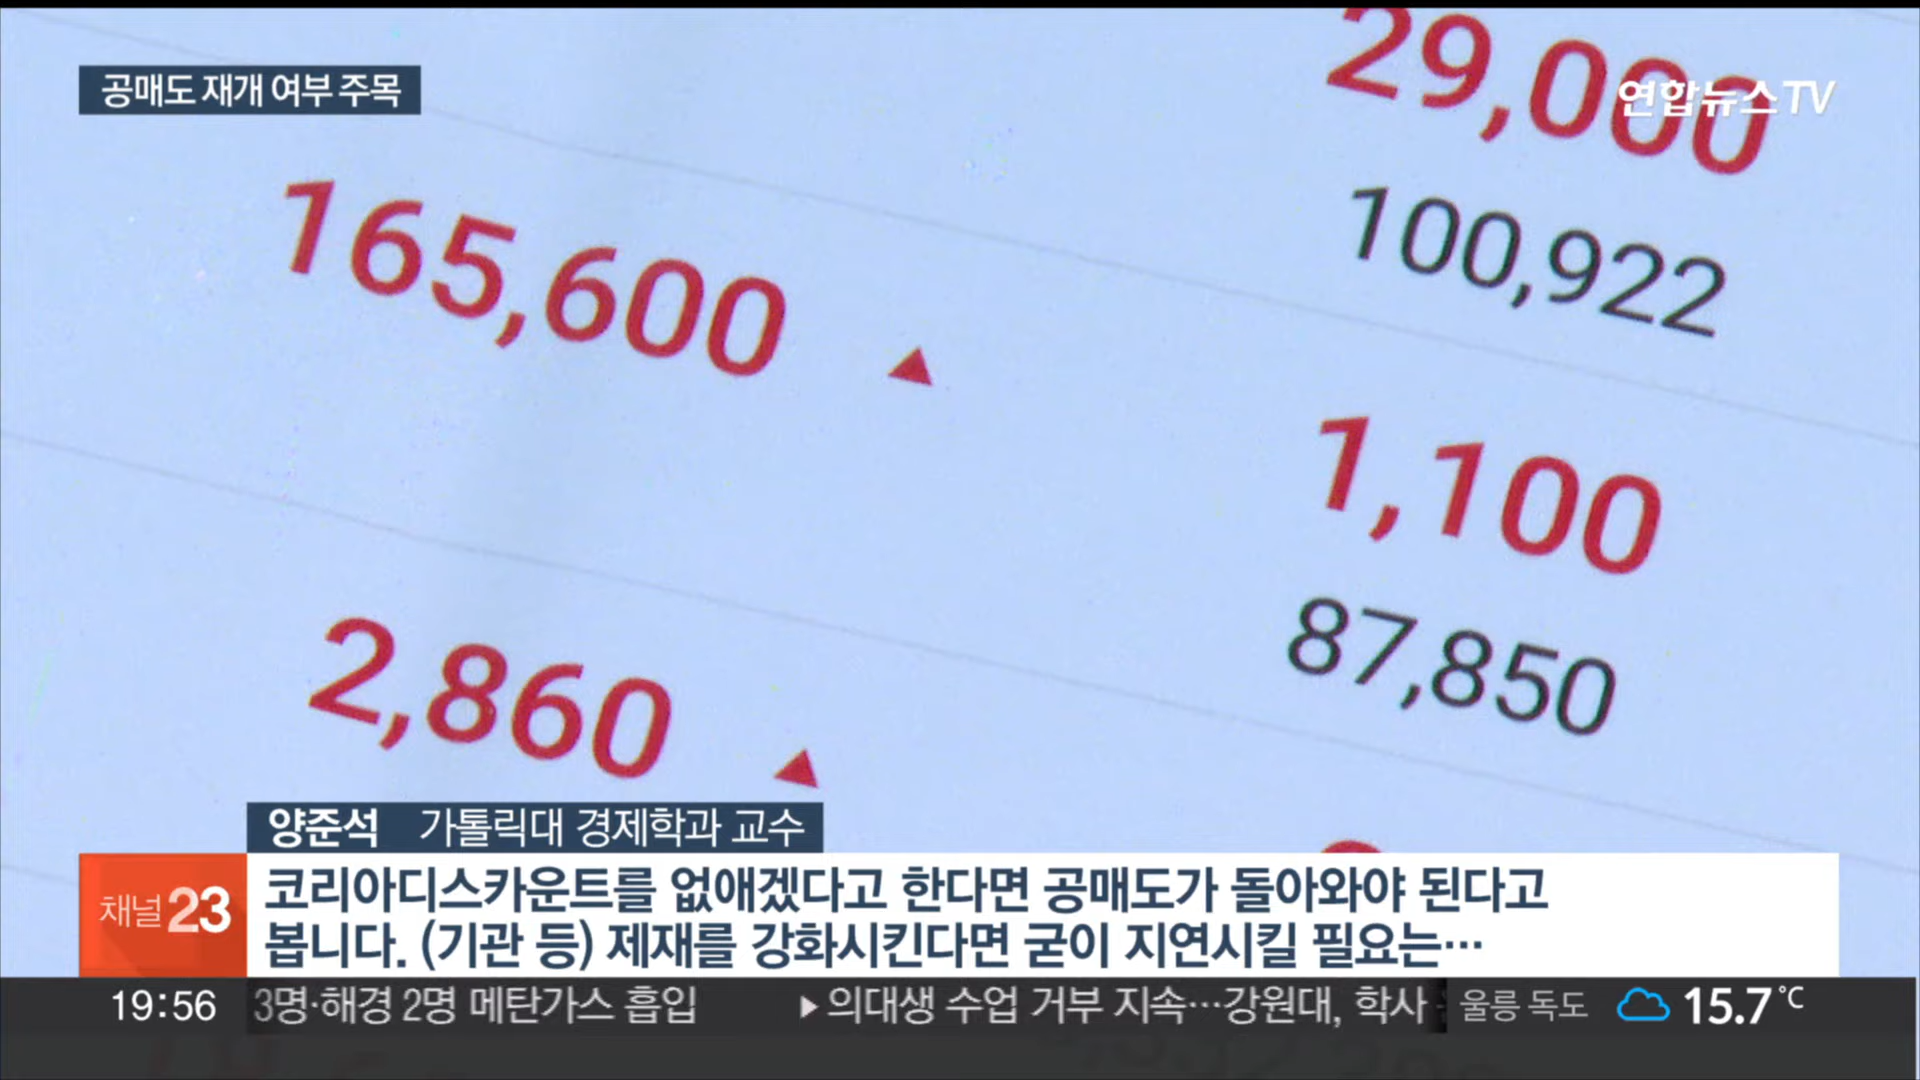 공매도 재개 여부 주목
연합뉴스TV
29,000
165,600 ▲
100,922
1,100
2,860 ▲
87,850
양준석 가톨릭대 경제학과 교수
채널23
코리아디스카운트를 없애겠다고 한다면 공매도가 돌아와야 된다고
봅니다. (기관 등) 제재를 강화시킨다면 굳이 지연시킬 필요는…
19:56 3명·해경 2명 메탄가스 흡입 ▶의대생 수업 거부 지속…강원대, 학사 울릉 독도 15.7℃